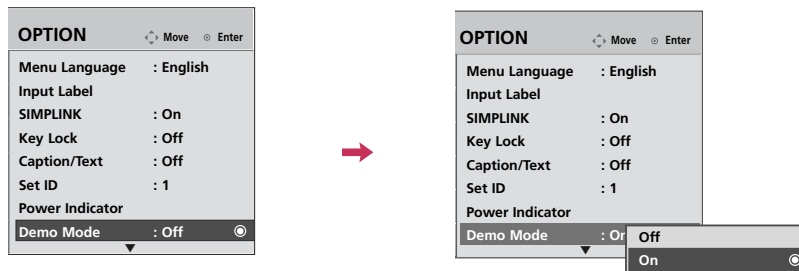 OPTION Move Enter
Menu Language : English
Input Label
SIMPLINK : On
Key Lock : Off
Caption/Text : Off
Set ID : 1
Power Indicator
Demo Mode : Off
OPTION Move Enter
Menu Language : English
Input Label
SIMPLINK : On
Key Lock : Off
Caption/Text : Off
Set ID : 1
Power Indicator
Demo Mode : On
Off
On